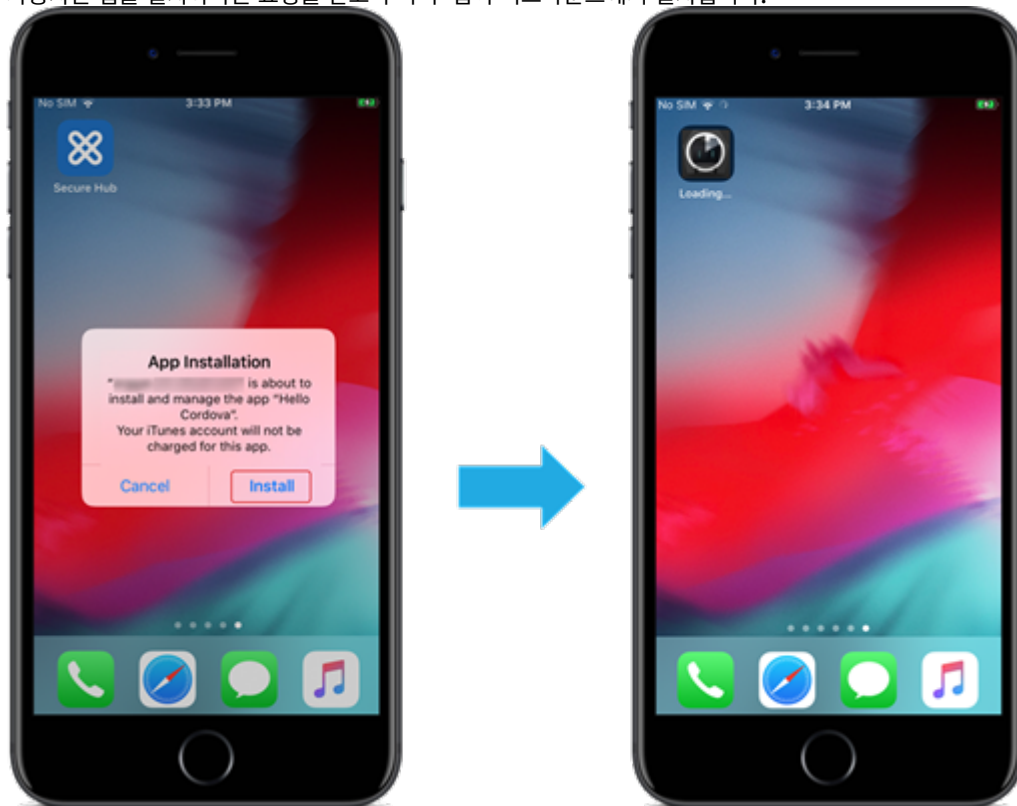 No SIM 3:33 PM
Secure Hub
App Installation
" is about to
install and manage the app "Hello
Cordova".
Your iTunes account will not be
charged for this app.
Cancel Install
No SIM 3:34 PM
Loading...